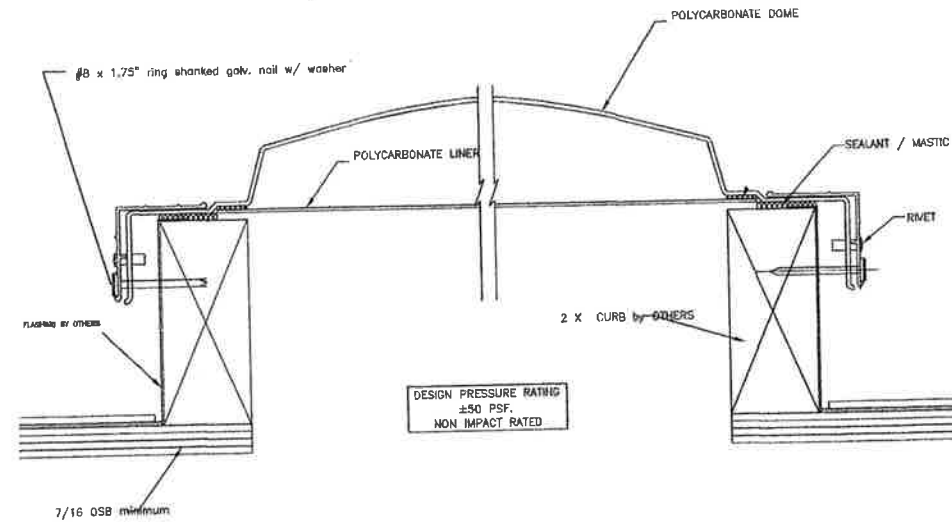 POLYCARBONATE DOME
#8 x 1.75" ring shanked galv. nail w/ washer
SEALANT / MASTIC
POLYCARBONATE LINER
RIVET
FLASHING BY OTHERS
2 X CURB by OTHERS
DESIGN PRESSURE RATING
±50 PSF.
NON IMPACT RATED
7/16 OSB minimum